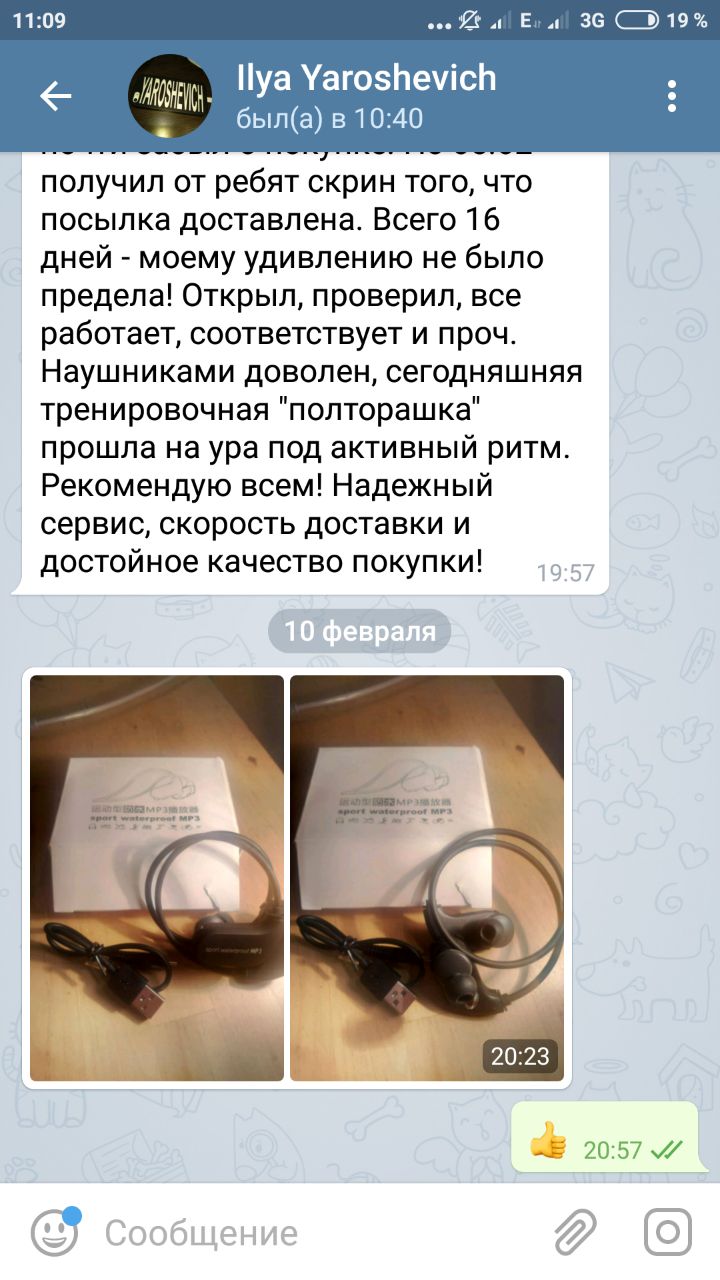 11:09
E
3G
19 %
YAROSHEVICH
Ilya Yaroshevich
был(а) в 10:40
получил от ребят скрин того, что
посылка доставлена. Всего 16
дней - моему удивлению не было
предела! Открыл, проверил, все
работает, соответствует и проч.
Наушниками доволен, сегодняшняя
тренировочная "полторашка"
прошла на ура под активный ритм.
Рекомендую всем! Надежный
сервис, скорость доставки и
достойное качество покупки!
19:57
10 февраля
运动型防水MP3播放器
sport waterproof MP3
sport waterproof MP3
运动型防水MP3播放器
sport waterproof MP3
20:23
👍 20:57
Сообщение